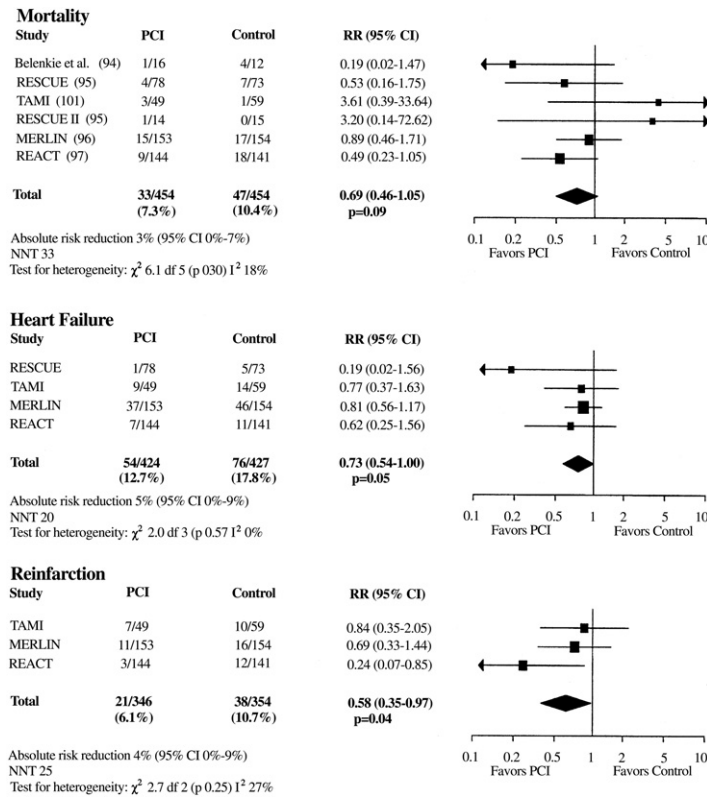 Mortality
Study PCI Control RR (95% CI)
Belenkie et al. (94) 1/16 4/12 0.19 (0.02-1.47)
RESCUE (95) 4/78 7/73 0.53 (0.16-1.75)
TAMI (101) 3/49 1/59 3.61 (0.39-33.64)
RESCUE II (95) 1/14 0/15 3.20 (0.14-72.62)
MERLIN (96) 15/153 17/154 0.89 (0.46-1.71)
REACT (97) 9/144 18/141 0.49 (0.23-1.05)
Total 33/454 47/454 0.69 (0.46-1.05)
(7.3%) (10.4%) p=0.09
Absolute risk reduction 3% (95% CI 0%-7%)
NNT 33
Test for heterogeneity: χ² 6.1 df 5 (p 030) I² 18%
0.1 0.2 0.5 1 2 5 10
Favors PCI Favors Control
Heart Failure
Study PCI Control RR (95% CI)
RESCUE 1/78 5/73 0.19 (0.02-1.56)
TAMI 9/49 14/59 0.77 (0.37-1.63)
MERLIN 37/153 46/154 0.81 (0.56-1.17)
REACT 7/144 11/141 0.62 (0.25-1.56)
Total 54/424 76/427 0.73 (0.54-1.00)
(12.7%) (17.8%) p=0.05
Absolute risk reduction 5% (95% CI 0%-9%)
NNT 20
Test for heterogeneity: χ² 2.0 df 3 (p 0.57 I² 0%
0.1 0.2 0.5 1 2 5 10
Favors PCI Favors Control
Reinfarction
Study PCI Control RR (95% CI)
TAMI 7/49 10/59 0.84 (0.35-2.05)
MERLIN 11/153 16/154 0.69 (0.33-1.44)
REACT 3/144 12/141 0.24 (0.07-0.85)
Total 21/346 38/354 0.58 (0.35-0.97)
(6.1%) (10.7%) p=0.04
Absolute risk reduction 4% (95% CI 0%-9%)
NNT 25
Test for heterogeneity: χ² 2.7 df 2 (p 0.25) I² 27%
0.1 0.2 0.5 1 2 5 10
Favors PCI Favors Control